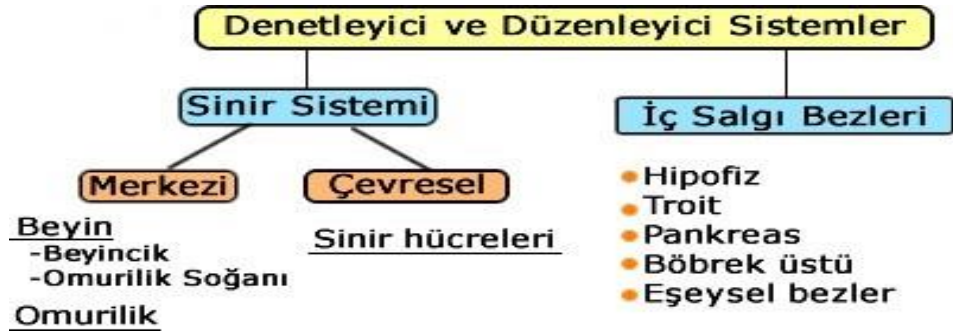 Denetleyici ve Düzenleyici Sistemler
Sinir Sistemi
Merkezi
Beyin
-Beyincik
-Omurilik Soğanı
Omurilik
Çevresel
Sinir hücreleri
İç Salgı Bezleri
Hipofiz
Troit
Pankreas
Böbrek üstü
Eşeysel bezler